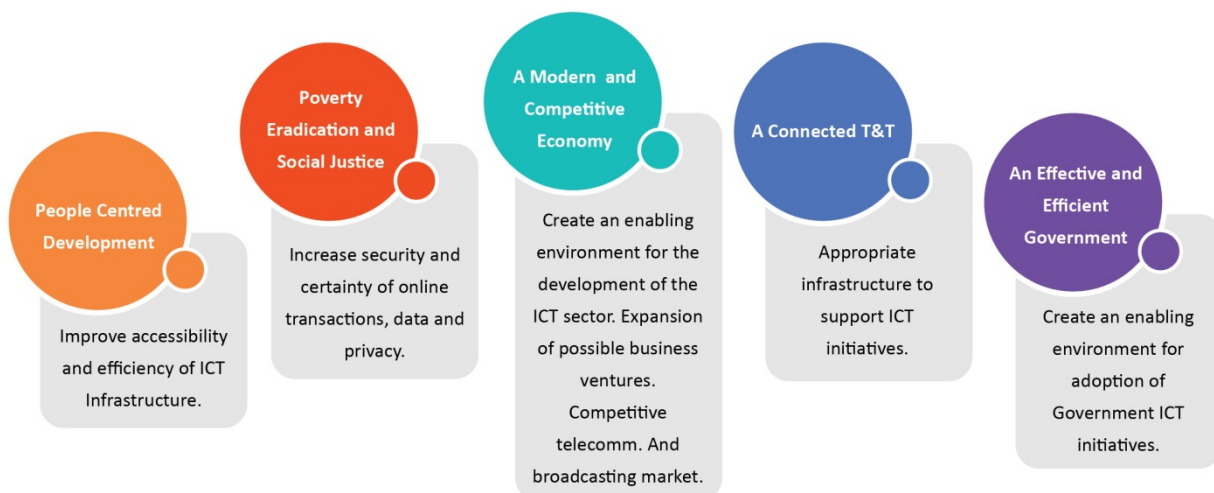 People Centred
Development
Improve accessibility
and efficiency of ICT
Infrastructure.
Poverty
Eradication and
Social Justice
Increase security and
certainty of online
transactions, data and
privacy.
A Modern and
Competitive
Economy
Create an enabling
environment for the
development of the
ICT sector. Expansion
of possible business
ventures.
Competitive
telecomm. And
broadcasting market.
A Connected T&T
Appropriate
infrastructure to
support ICT
initiatives.
An Effective and
Efficient
Government
Create an enabling
environment for
adoption of
Government ICT
initiatives.